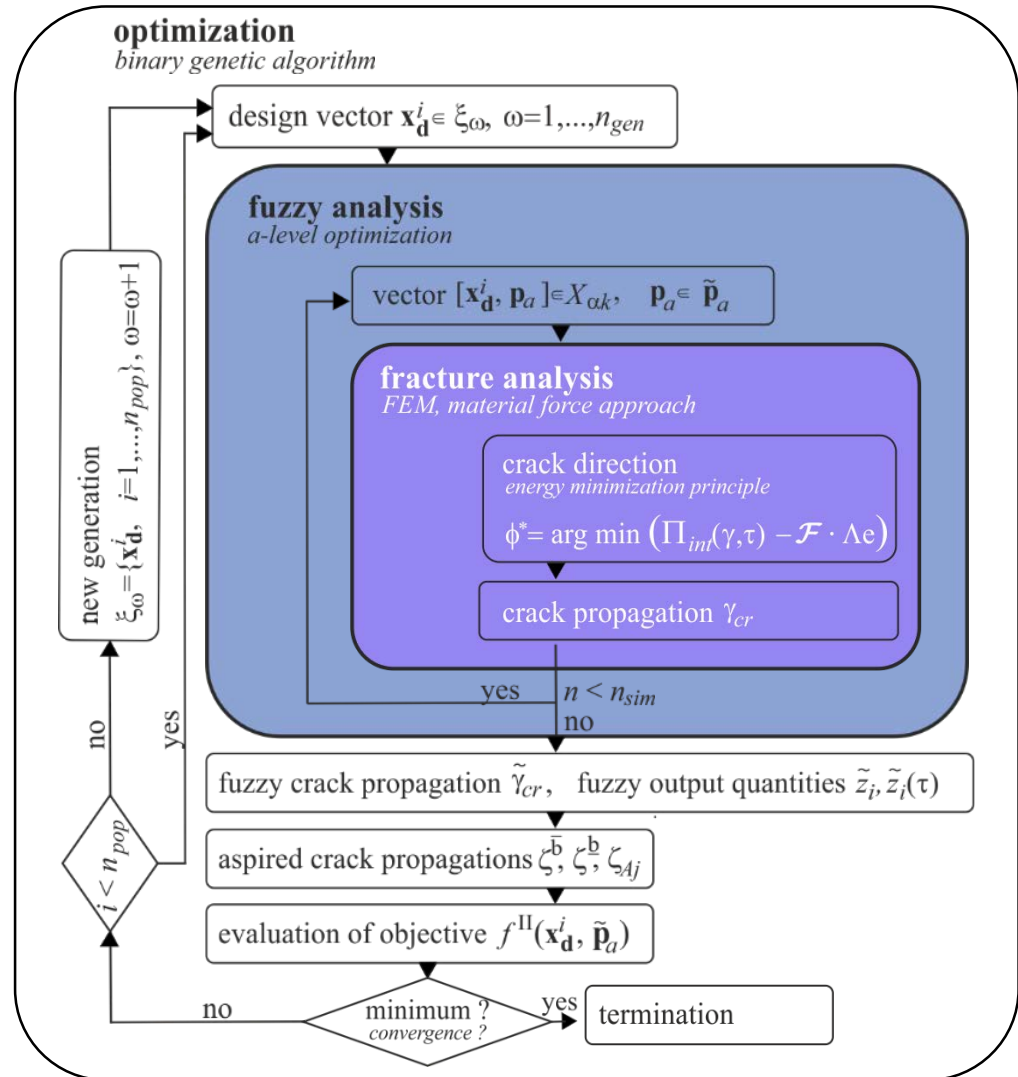 optimization
binary genetic algorithm
design vector x_d^i ∈ ξ_ω, ω=1,...,n_gen
fuzzy analysis
a-level optimization
vector [x_d^i, p_a]∈X_αk, p_a ∈ p̃_a
fracture analysis
FEM, material force approach
crack direction
energy minimization principle
ϕ*= arg min (Π_int(γ,τ) − 𝓕 · Λe)
crack propagation γ_cr
yes
n < n_sim
no
new generation
ξ_ω={x_d^i, i=1,...,n_pop}, ω=ω+1
no
yes
i < n_pop
fuzzy crack propagation γ̃_cr, fuzzy output quantities z̃_i, z̃_i(τ)
aspired crack propagations ζ^b̄, ζ^b̲, ζ_Aj
evaluation of objective f^II(x_d^i, p̃_a)
no
minimum ?
convergence ?
yes
termination